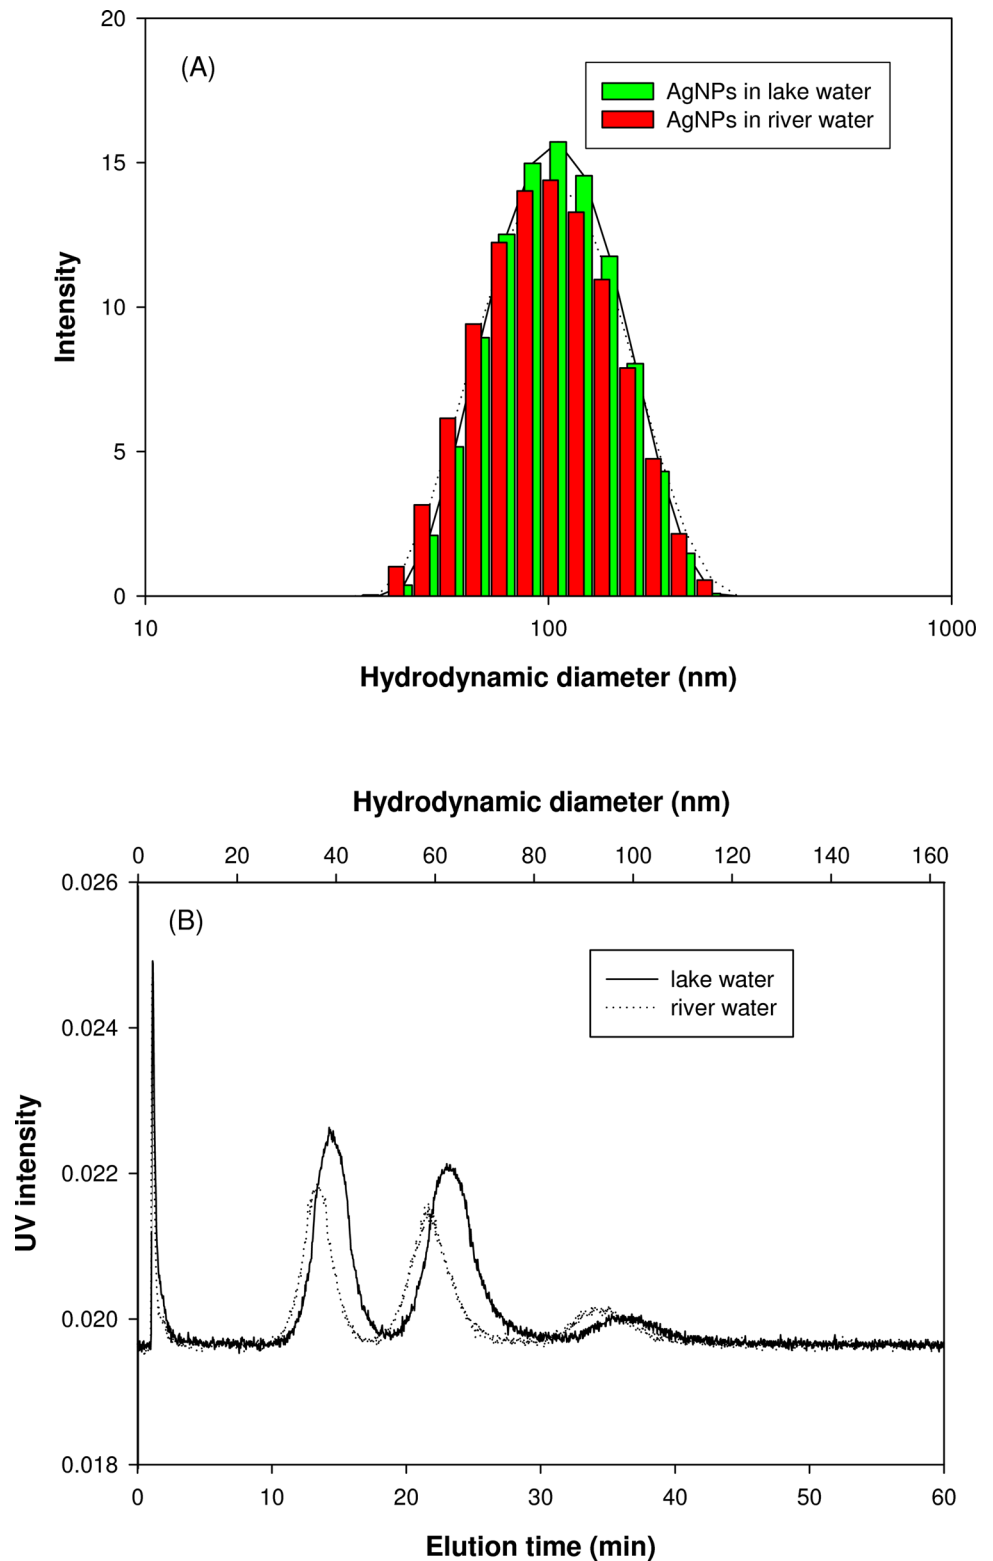 20
(A)
AgNPs in lake water
AgNPs in river water
15
Intensity
10
5
0
10 100 1000
Hydrodynamic diameter (nm)
Hydrodynamic diameter (nm)
0 20 40 60 80 100 120 140 160
0.026
(B)
lake water
river water
0.024
UV intensity
0.022
0.020
0.018
0 10 20 30 40 50 60
Elution time (min)